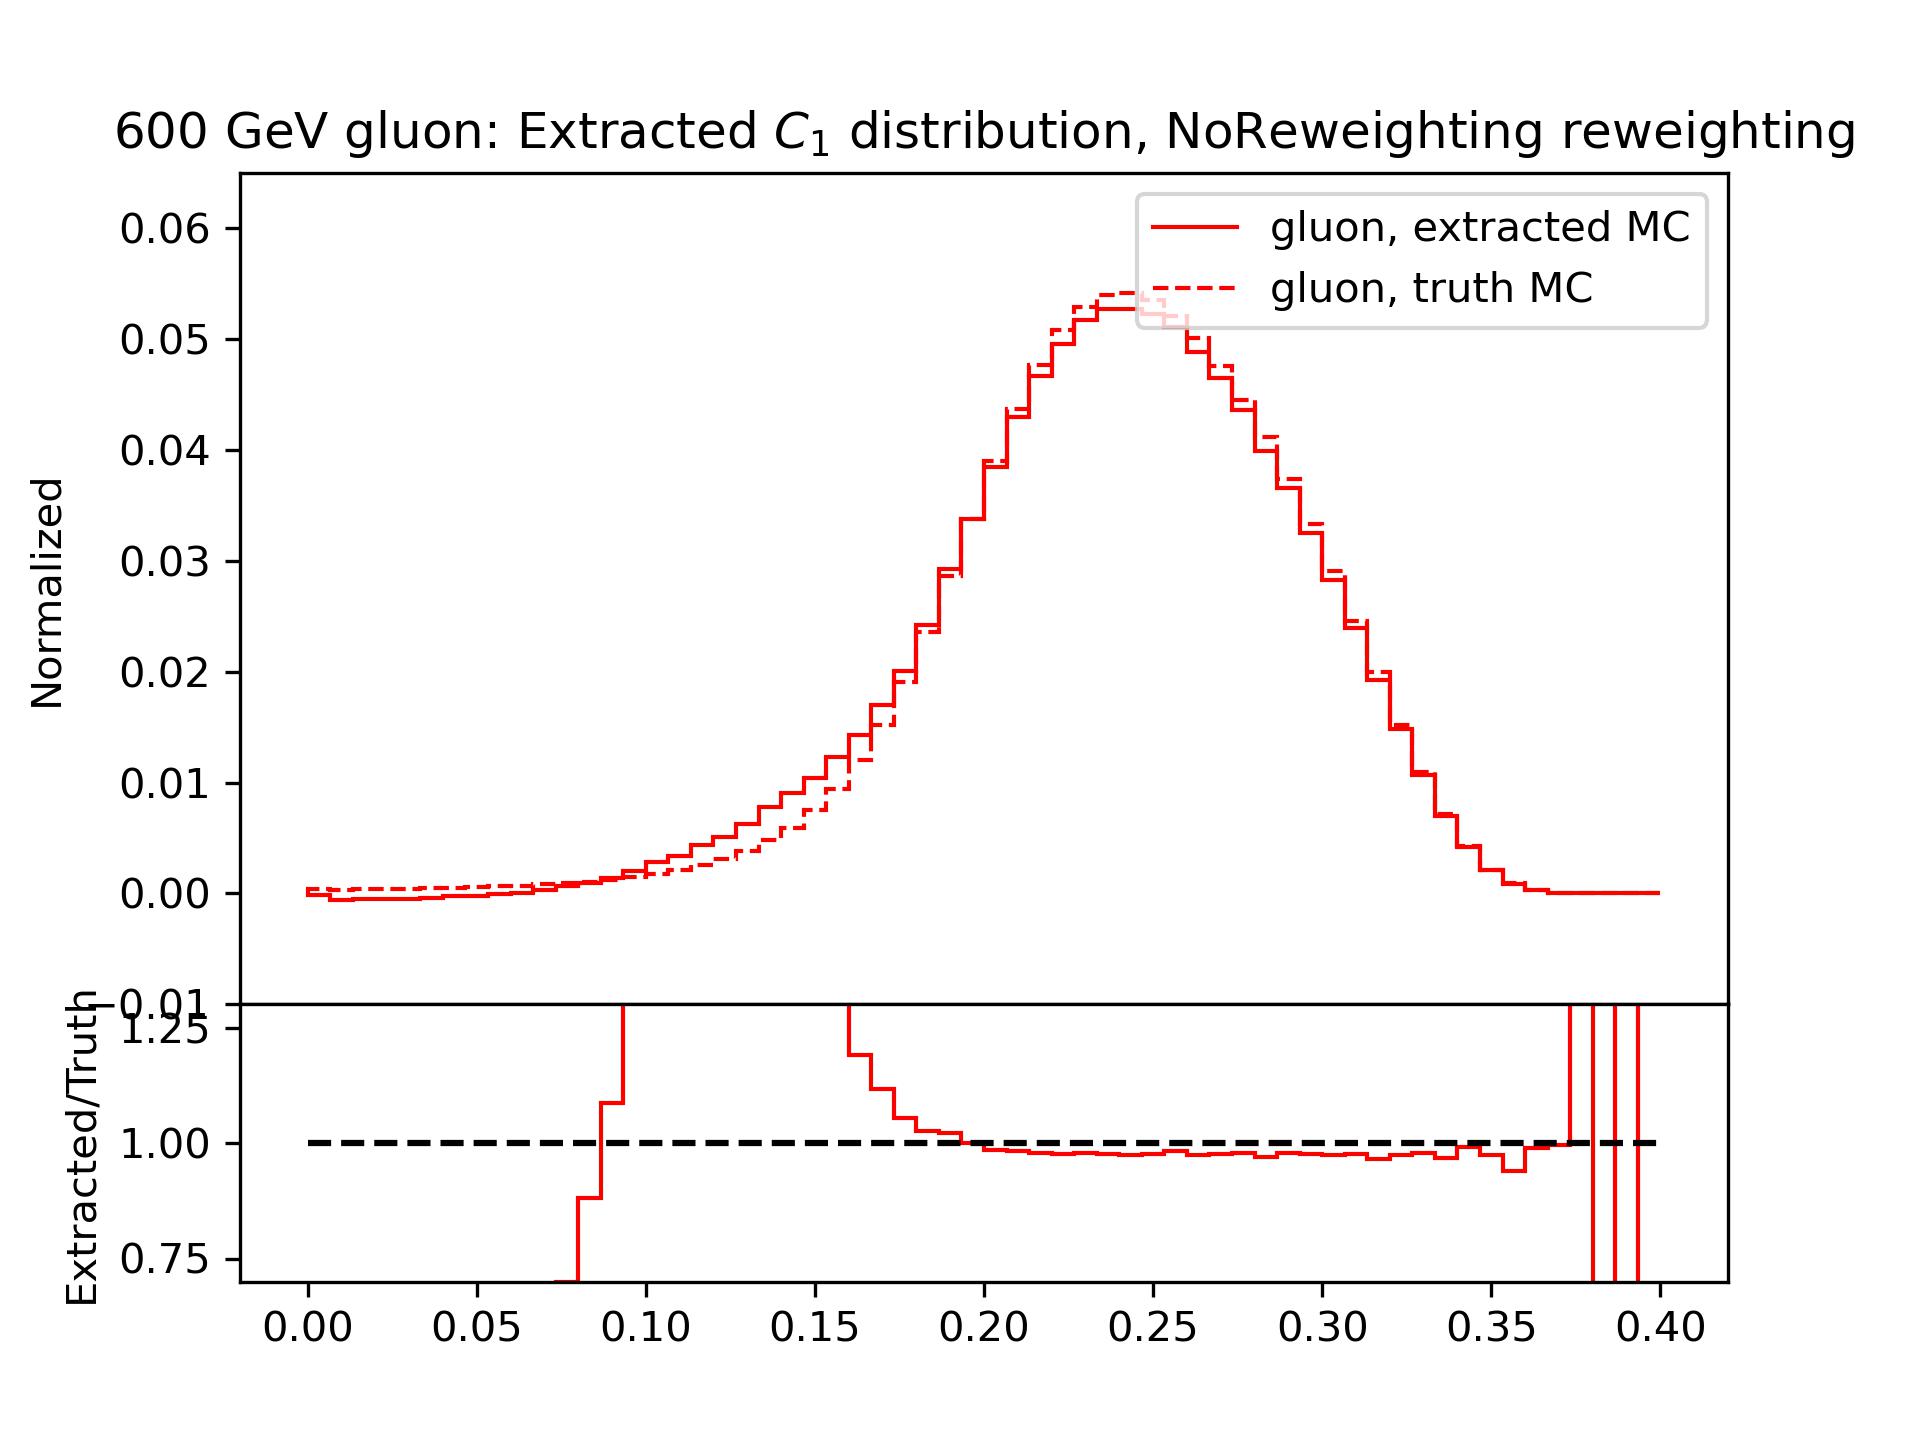 600 GeV gluon: Extracted C₁ distribution, NoReweighting reweighting
gluon, extracted MC
gluon, truth MC
0.06
0.05
0.04
0.03
0.02
0.01
0.00
−0.01
Normalized
1.25
1.00
0.75
Extracted/Truth
0.00 0.05 0.10 0.15 0.20 0.25 0.30 0.35 0.40